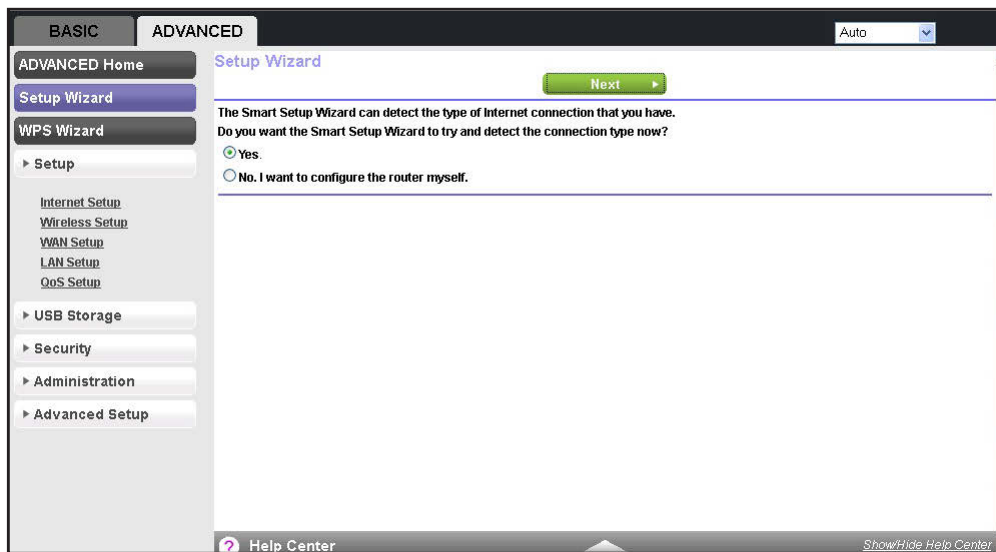 BASIC
ADVANCED
Auto
ADVANCED Home
Setup Wizard
WPS Wizard
Setup
Internet Setup
Wireless Setup
WAN Setup
LAN Setup
QoS Setup
USB Storage
Security
Administration
Advanced Setup
Setup Wizard
Next
The Smart Setup Wizard can detect the type of Internet connection that you have.
Do you want the Smart Setup Wizard to try and detect the connection type now?
Yes.
No. I want to configure the router myself.
? Help Center
Show/Hide Help Center